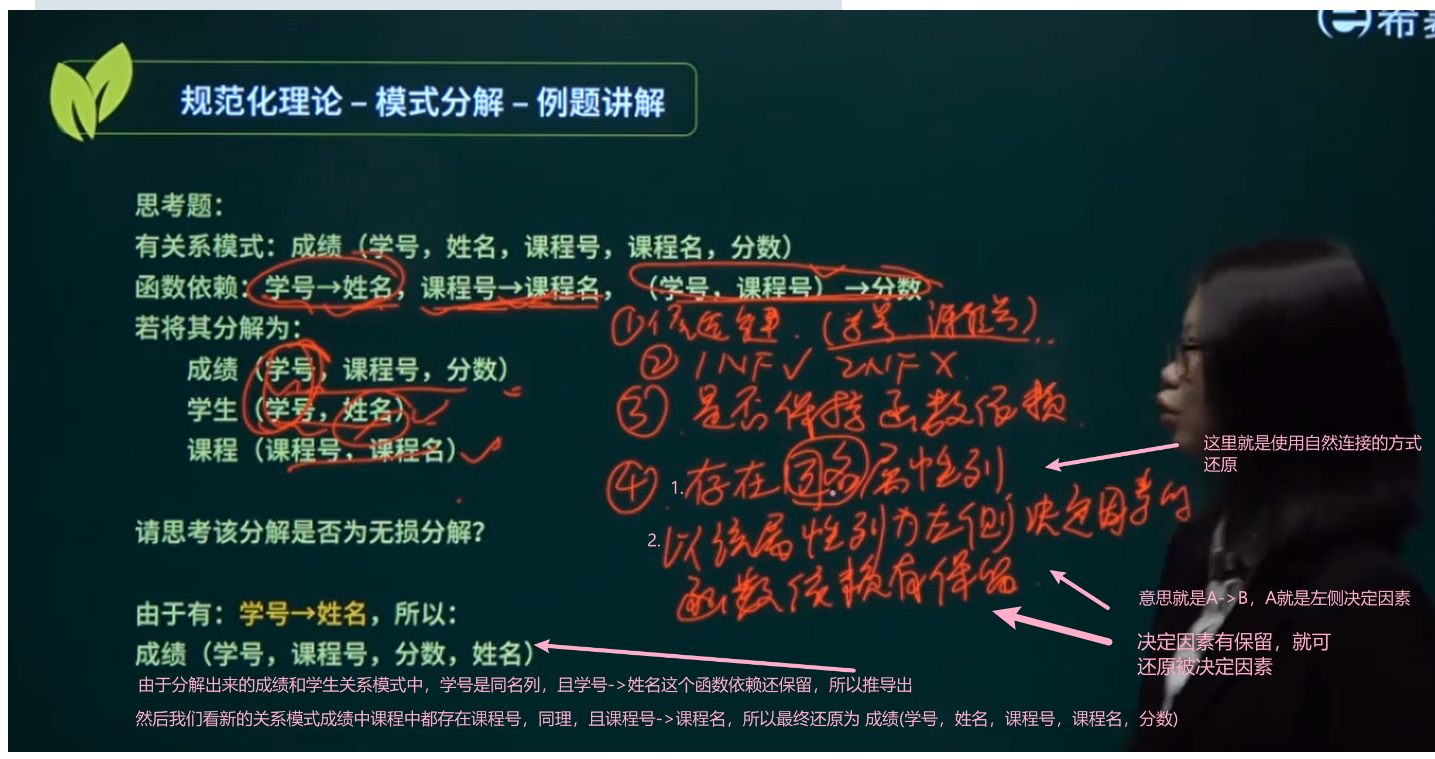 希赛
规范化理论 – 模式分解 – 例题讲解
思考题：
有关系模式：成绩（学号，姓名，课程号，课程名，分数）
函数依赖：学号→姓名，课程号→课程名，（学号，课程号）→分数
若将其分解为：
①候选键.（学号 课程号）
成绩（学号，课程号，分数）
② 1NF✓ 2NF X
学生（学号，姓名）
③ 是否保持函数依赖
课程（课程号，课程名）
这里就是使用自然连接的方式
还原
④ 1.存在同名属性列
请思考该分解是否为无损分解？
2.以该属性列为左侧决定因素的
函数依赖有保留
意思就是A->B，A就是左侧决定因素
由于有：学号→姓名，所以：
决定因素有保留，就可
还原被决定因素
成绩（学号，课程号，分数，姓名）
由于分解出来的成绩和学生关系模式中，学号是同名列，且学号->姓名这个函数依赖还保留，所以推导出
然后我们看新的关系模式成绩中课程中都存在课程号，同理，且课程号->课程名，所以最终还原为 成绩(学号，姓名，课程号，课程名，分数)